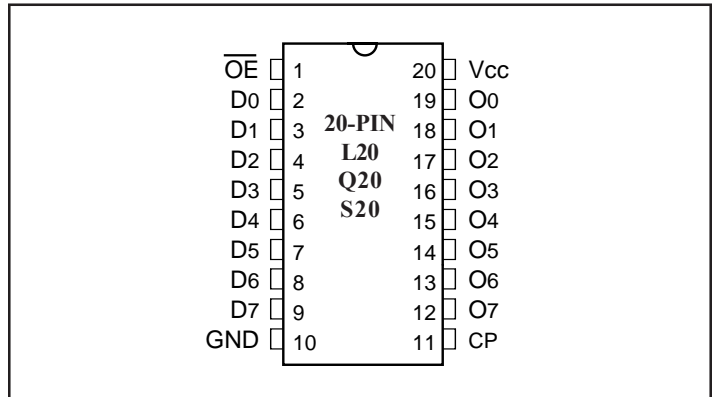 O̅E̅ 1 20 Vcc
D0 2 19 O0
D1 3 20-PIN 18 O1
D2 4 L20 17 O2
D3 5 Q20 16 O3
D4 6 S20 15 O4
D5 7 14 O5
D6 8 13 O6
D7 9 12 O7
GND 10 11 CP